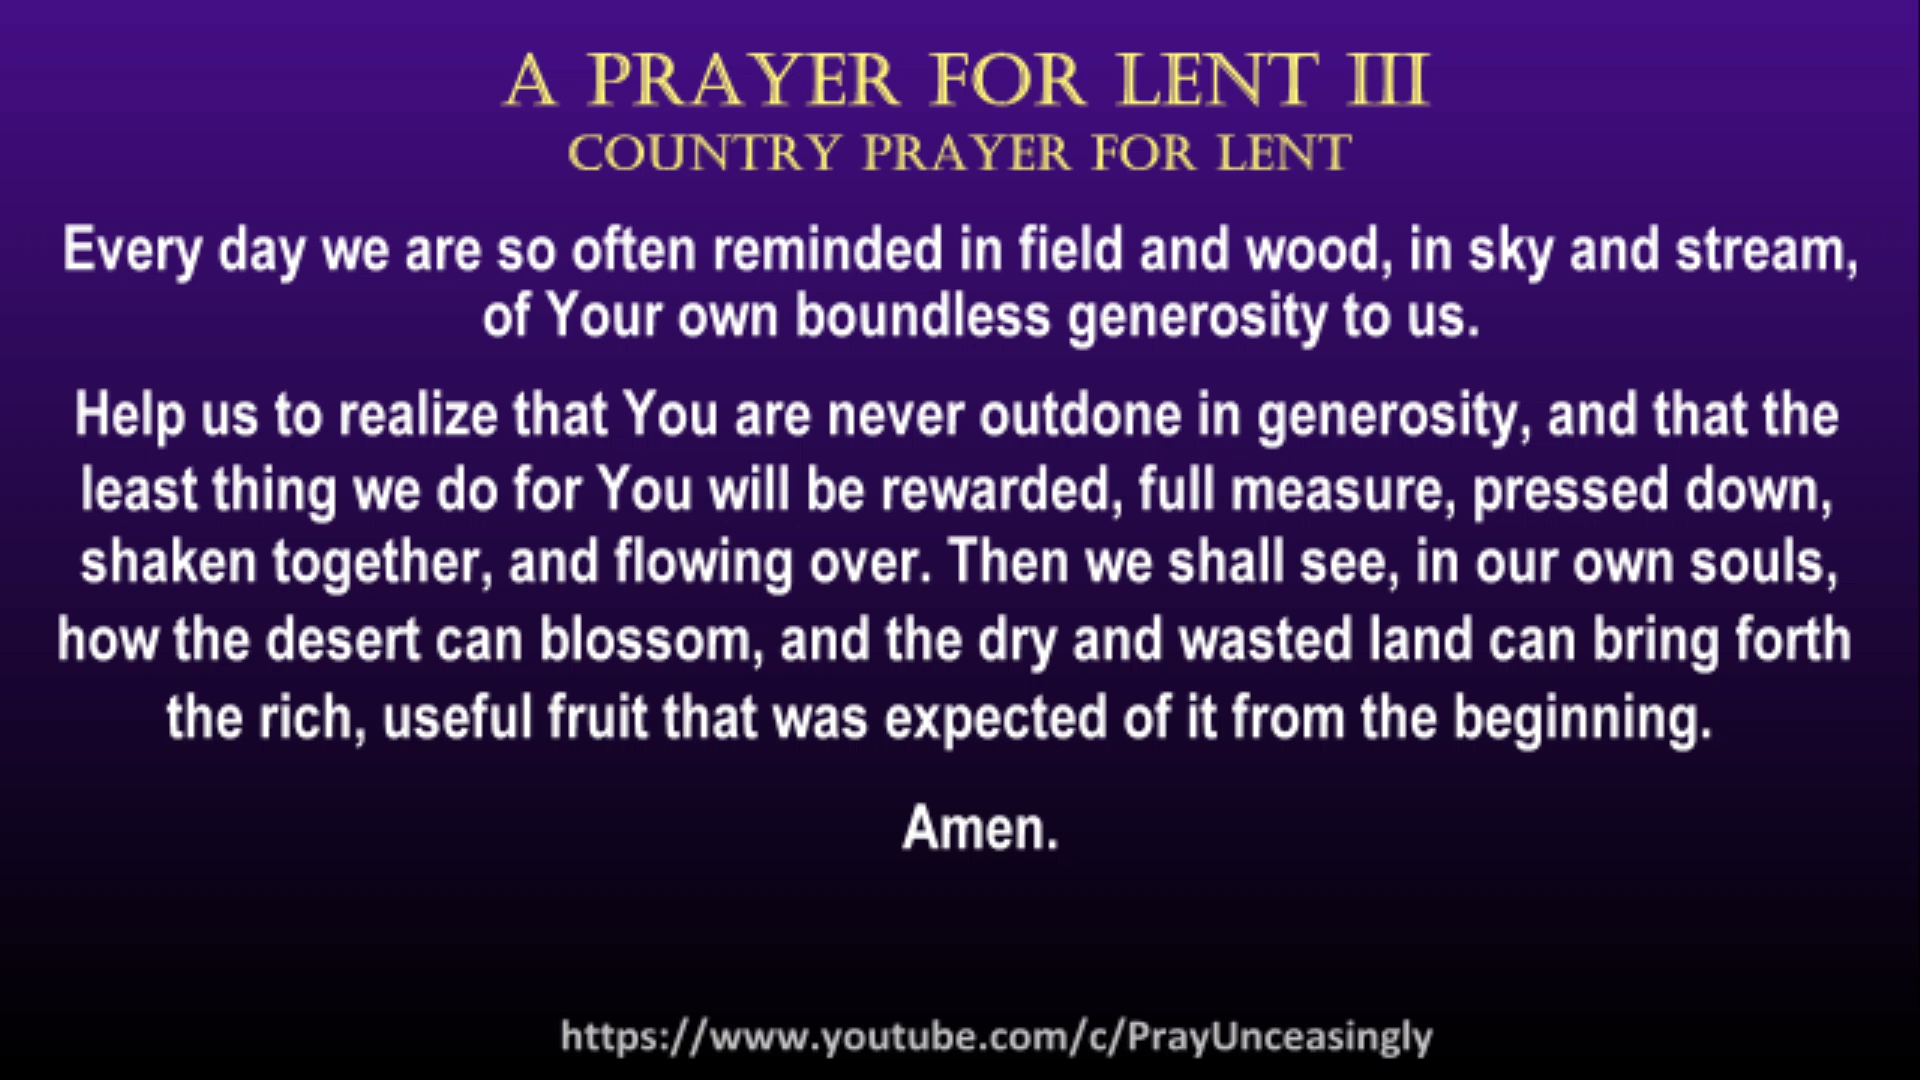 A PRAYER FOR LENT III
COUNTRY PRAYER FOR LENT
Every day we are so often reminded in field and wood, in sky and stream,
of Your own boundless generosity to us.
Help us to realize that You are never outdone in generosity, and that the
least thing we do for You will be rewarded, full measure, pressed down,
shaken together, and flowing over. Then we shall see, in our own souls,
how the desert can blossom, and the dry and wasted land can bring forth
the rich, useful fruit that was expected of it from the beginning.
Amen.
https://www.youtube.com/c/PrayUnceasingly